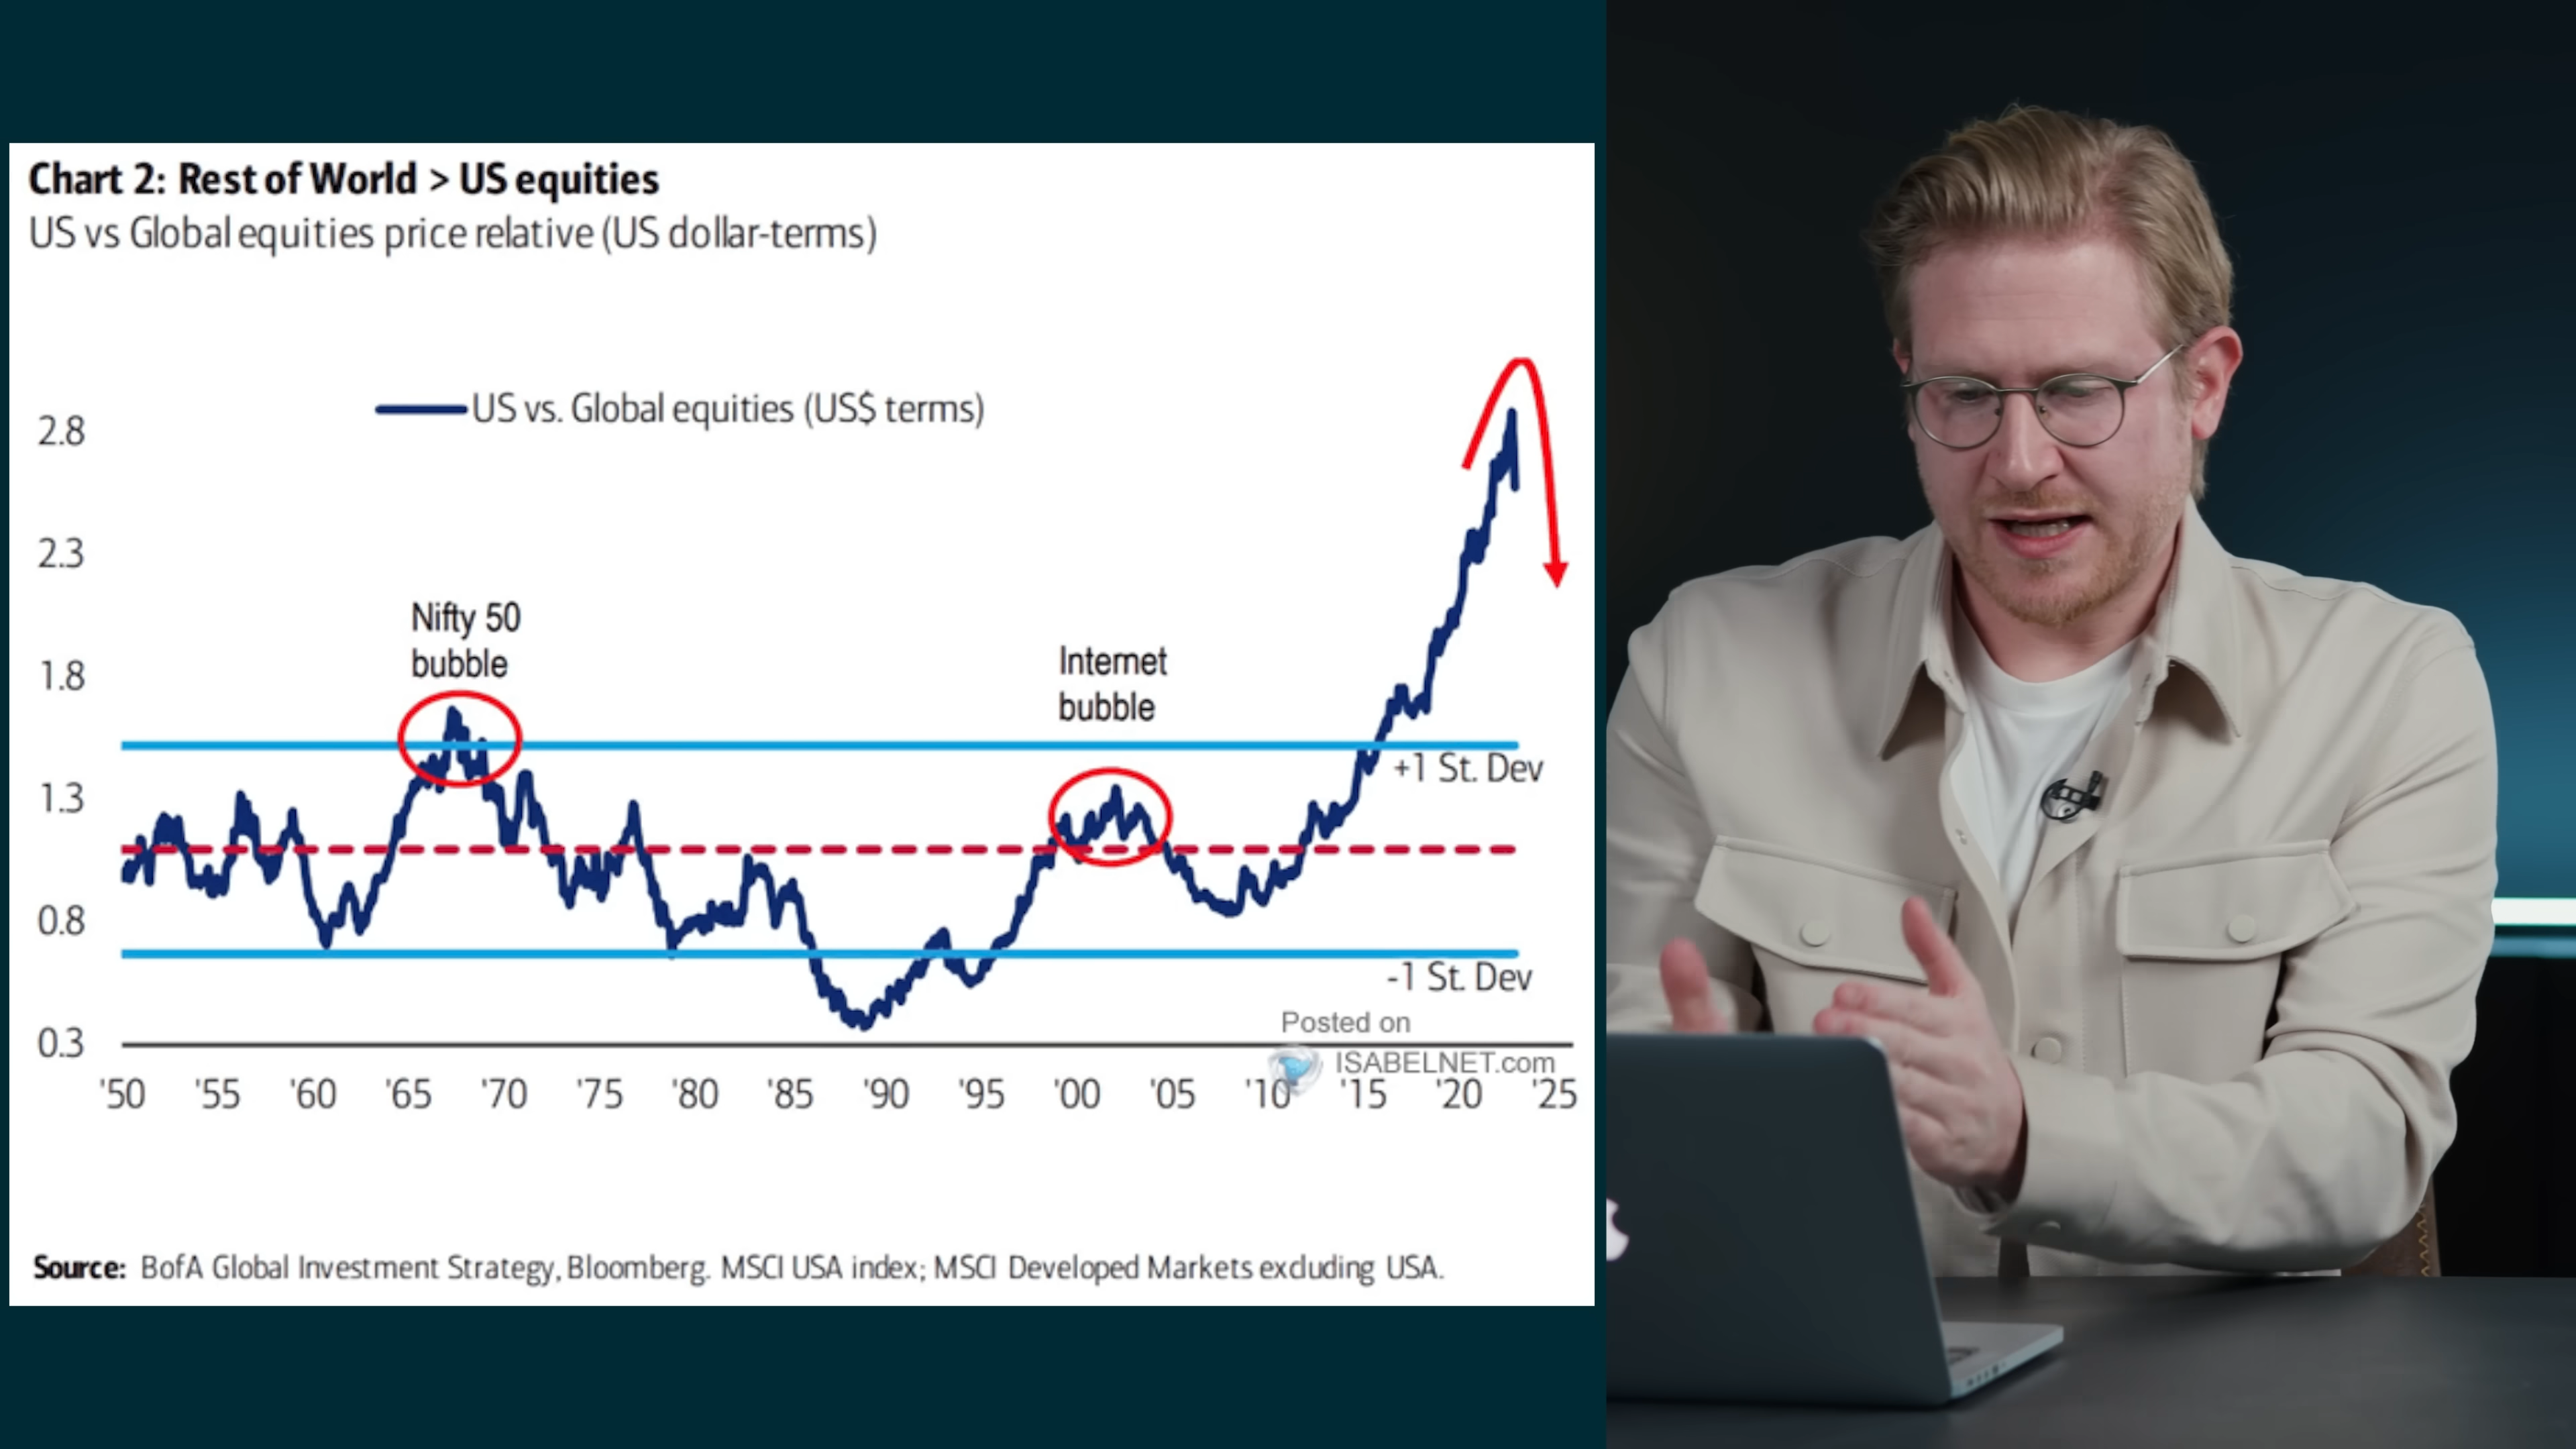 Chart 2: Rest of World > US equities
US vs Global equities price relative (US dollar-terms)
US vs. Global equities (US$ terms)
2.8
2.3
1.8
1.3
0.8
0.3
Nifty 50
bubble
Internet
bubble
+1 St. Dev
-1 St. Dev
Posted on
ISABELNET.com
'50 '55 '60 '65 '70 '75 '80 '85 '90 '95 '00 '05 '10 '15 '20 '25
Source: BofA Global Investment Strategy, Bloomberg. MSCI USA index; MSCI Developed Markets excluding USA.